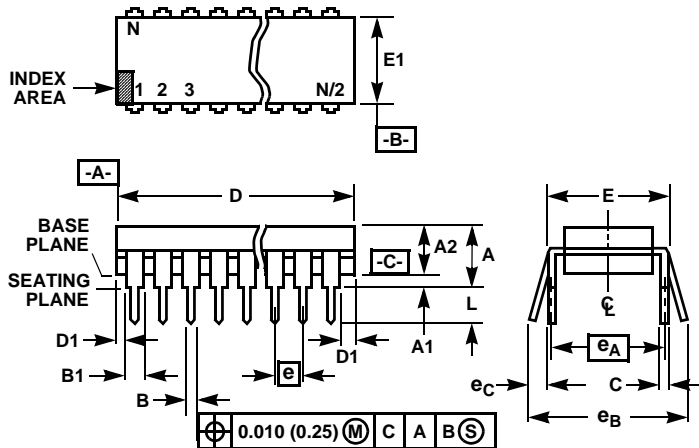 N
E1
INDEX
AREA
1 2 3 N/2
-B-
-A-
D
E
BASE
PLANE
A2
A
-C-
SEATING
PLANE
L
℄
D1
A1
D1
e
eA
B1
eC
C
B
eB
0.010 (0.25) Ⓜ C A B Ⓢ